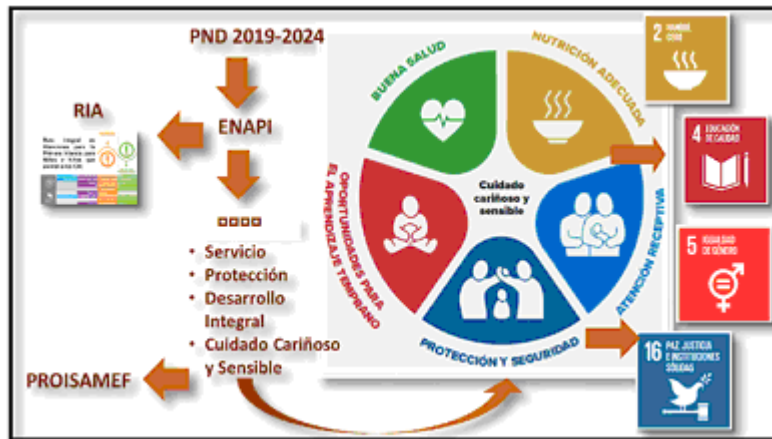 PND 2019-2024
RIA
ENAPI
• Servicio
• Protección
• Desarrollo
Integral
• Cuidado Cariñoso
y Sensible
PROISAMEF
BUENA SALUD
NUTRICIÓN ADECUADA
Cuidado
cariñoso y
sensible
OPORTUNIDADES PARA
EL APRENDIZAJE TEMPRANO
ATENCIÓN RECEPTIVA
PROTECCIÓN Y SEGURIDAD
2 HAMBRE
CERO
4 EDUCACIÓN
DE CALIDAD
5 IGUALDAD
DE GÉNERO
16 PAZ, JUSTICIA
E INSTITUCIONES
SÓLIDAS